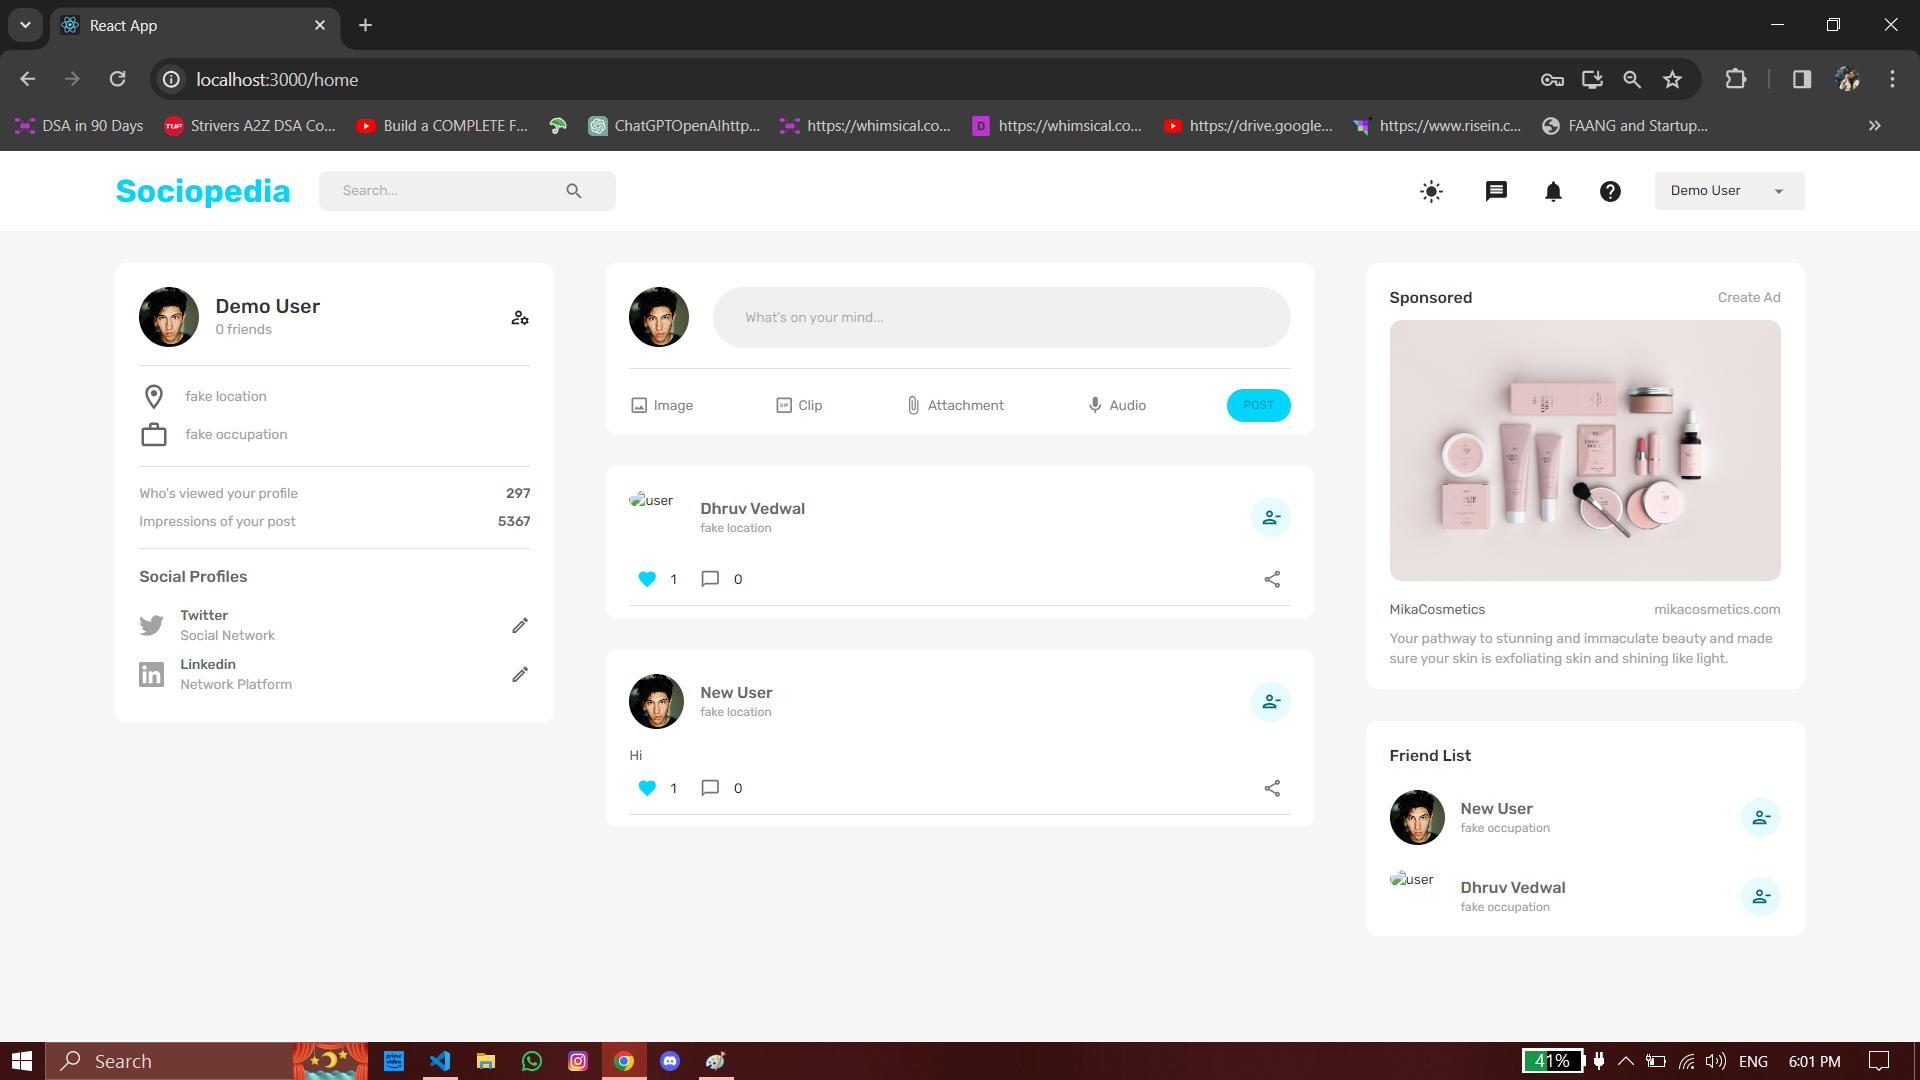 React App
localhost:3000/home
DSA in 90 Days
TUF
Strivers A2Z DSA Co...
Build a COMPLETE F...
ChatGPTOpenAIhttp...
https://whimsical.co...
D
https://whimsical.co...
https://drive.google...
https://www.risein.c...
FAANG and Startup...
Sociopedia
Search...
Demo User
Demo User
0 friends
fake location
fake occupation
Who's viewed your profile
297
Impressions of your post
5367
Social Profiles
Twitter
Social Network
Linkedin
Network Platform
What's on your mind...
Image
GIF
Clip
Attachment
Audio
POST
user
Dhruv Vedwal
fake location
1
0
New User
fake location
Hi
1
0
Sponsored
Create Ad
MikaCosmetics
mikacosmetics.com
Your pathway to stunning and immaculate beauty and made
sure your skin is exfoliating skin and shining like light.
Friend List
New User
fake occupation
user
Dhruv Vedwal
fake occupation
Search
prime video
41%
ENG
6:01 PM